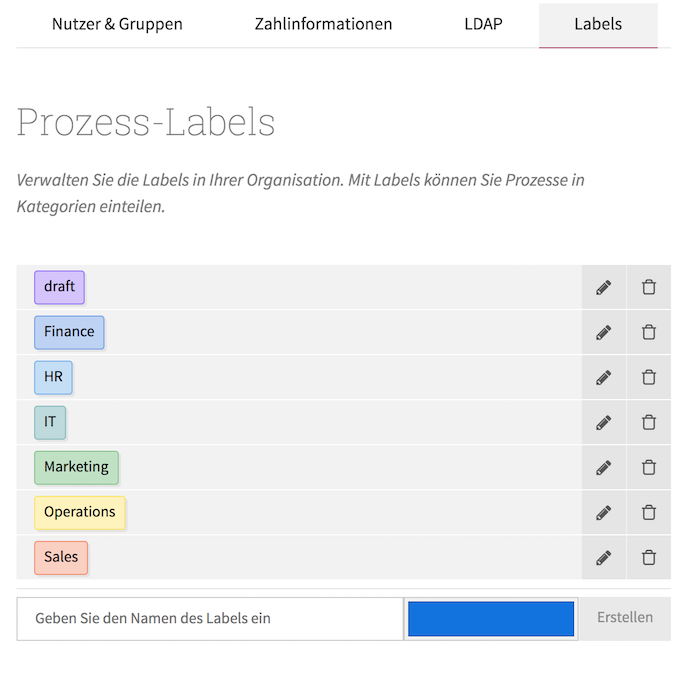 Nutzer & Gruppen Zahlinformationen LDAP Labels
Prozess-Labels
Verwalten Sie die Labels in Ihrer Organisation. Mit Labels können Sie Prozesse in
Kategorien einteilen.
draft
Finance
HR
IT
Marketing
Operations
Sales
Geben Sie den Namen des Labels ein Erstellen